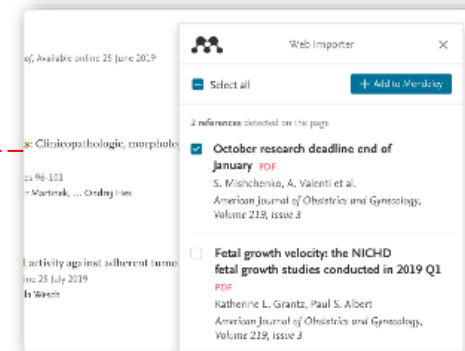 of, Available online 25 June 2019
s: Clinicopathologic, morpholo
es 96-101
Martinek, ... Ondrej Hes
l activity against adherent tumo
ine 25 July 2019
la Wesch
Web Importer
Select all
+ Add to Mendeley
2 references detected on the page
October research deadline end of
January PDF
S. Mishchenko, A. Valenti et al.
American Journal of Obstetrics and Gynecology,
Volume 219, Issue 3
Fetal growth velocity: the NICHD
fetal growth studies conducted in 2019 Q1
PDF
Katherine L. Grantz, Paul S. Albert
American Journal of Obstetrics and Gynecology,
Volume 219, Issue 3